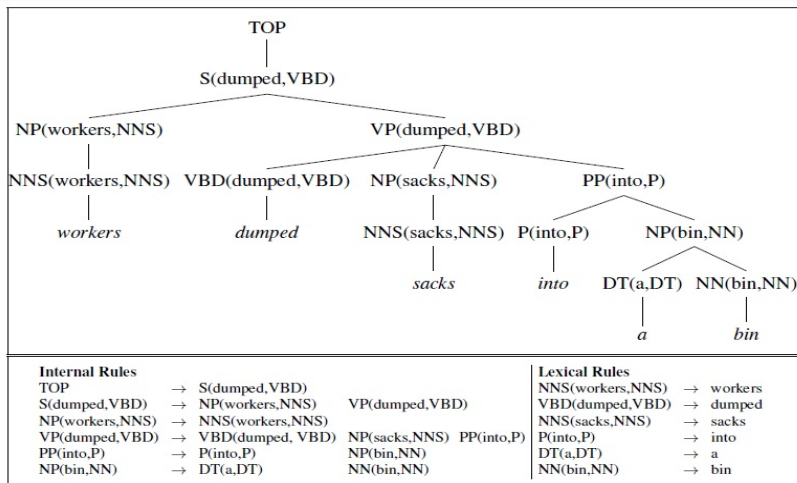 TOP
S(dumped,VBD)
NP(workers,NNS) VP(dumped,VBD)
NNS(workers,NNS) VBD(dumped,VBD) NP(sacks,NNS) PP(into,P)
workers dumped NNS(sacks,NNS) P(into,P) NP(bin,NN)
sacks into DT(a,DT) NN(bin,NN)
a bin
Internal Rules
TOP → S(dumped,VBD)
S(dumped,VBD) → NP(workers,NNS) VP(dumped,VBD)
NP(workers,NNS) → NNS(workers,NNS)
VP(dumped,VBD) → VBD(dumped, VBD) NP(sacks,NNS) PP(into,P)
PP(into,P) → P(into,P) NP(bin,NN)
NP(bin,NN) → DT(a,DT) NN(bin,NN)
Lexical Rules
NNS(workers,NNS) → workers
VBD(dumped,VBD) → dumped
NNS(sacks,NNS) → sacks
P(into,P) → into
DT(a,DT) → a
NN(bin,NN) → bin